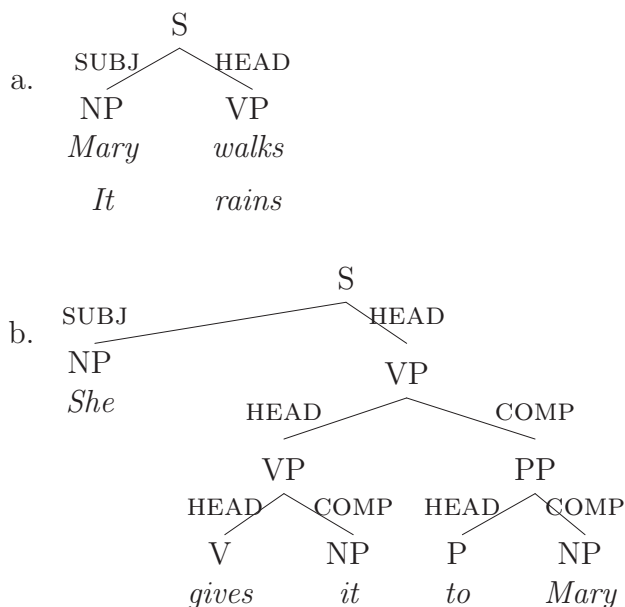 S
SUBJ HEAD
a.
NP VP
Mary walks
It rains
S
SUBJ HEAD
b.
NP
VP
She
HEAD COMP
VP PP
HEAD COMP HEAD COMP
V NP P NP
gives it to Mary